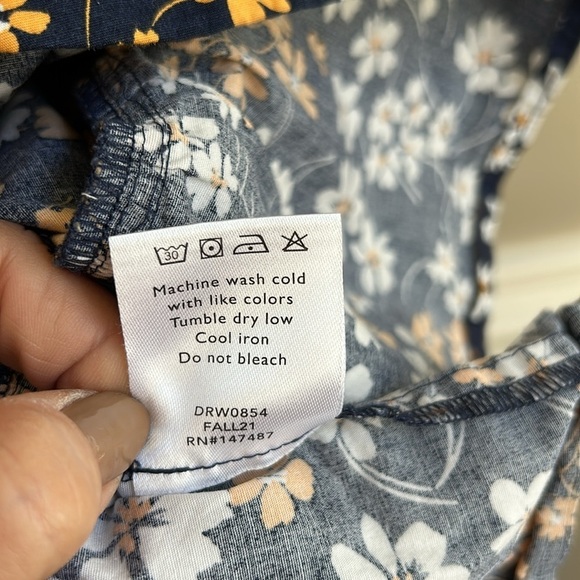 30
Machine wash cold
with like colors
Tumble dry low
Cool iron
Do not bleach
DRW0854
FALL21
RN#147487